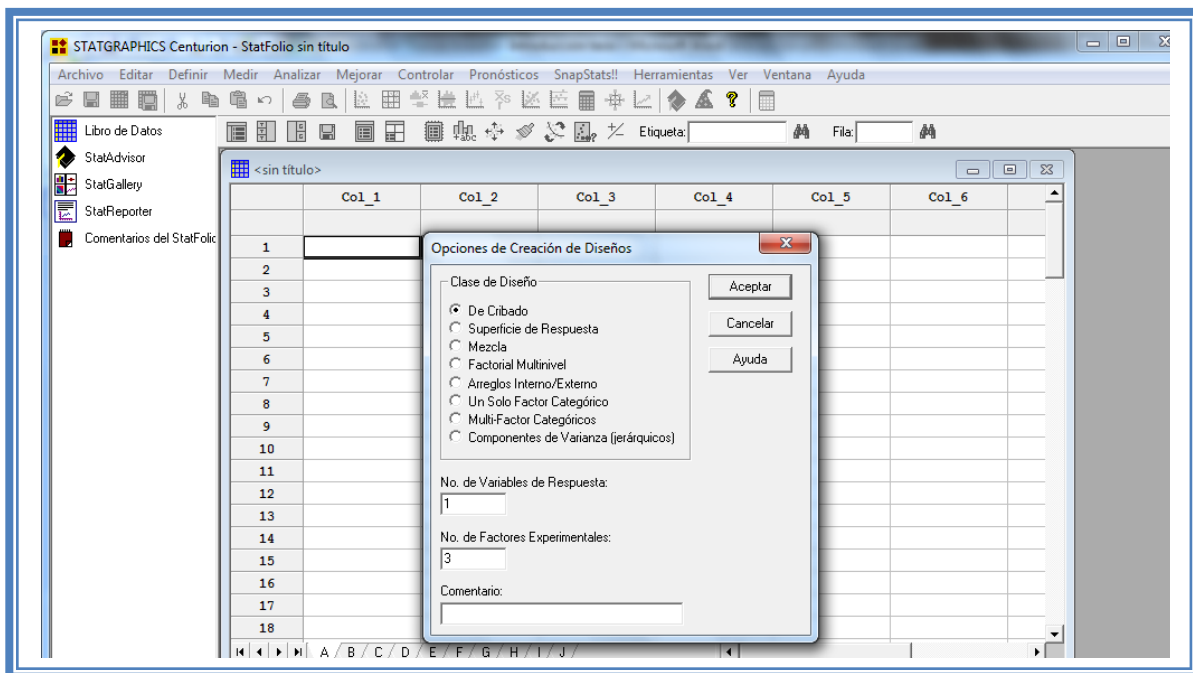 STATGRAPHICS Centurion - StatFolio sin título
Archivo Editar Definir Medir Analizar Mejorar Controlar Pronósticos SnapStats!! Herramientas Ver Ventana Ayuda
Libro de Datos
StatAdvisor
StatGallery
StatReporter
Comentarios del StatFolio
Etiqueta:
Fila:
<sin título>
Col_1 Col_2 Col_3 Col_4 Col_5 Col_6
1
2
3
4
5
6
7
8
9
10
11
12
13
14
15
16
17
18
A B C D E F G H I J
Opciones de Creación de Diseños
Clase de Diseño
De Cribado
Superficie de Respuesta
Mezcla
Factorial Multinivel
Arreglos Interno/Externo
Un Solo Factor Categórico
Multi-Factor Categóricos
Componentes de Varianza (jerárquicos)
Aceptar
Cancelar
Ayuda
No. de Variables de Respuesta:
1
No. de Factores Experimentales:
3
Comentario: